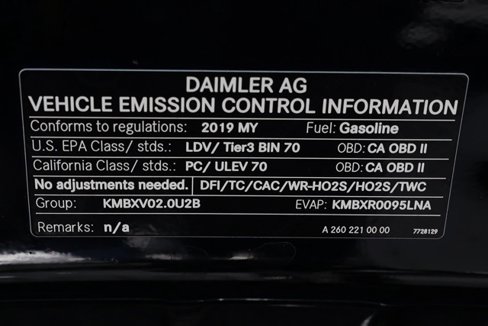 DAIMLER AG
VEHICLE EMISSION CONTROL INFORMATION
Conforms to regulations: 2019 MY Fuel: Gasoline
U.S. EPA Class/ stds.: LDV/ Tier3 BIN 70 OBD: CA OBD II
California Class/ stds.: PC/ ULEV 70 OBD: CA OBD II
No adjustments needed. DFI/TC/CAC/WR-HO2S/HO2S/TWC
Group: KMBXV02.0U2B EVAP: KMBXR0095LNA
Remarks: n/a A 260 221 00 00 7728129